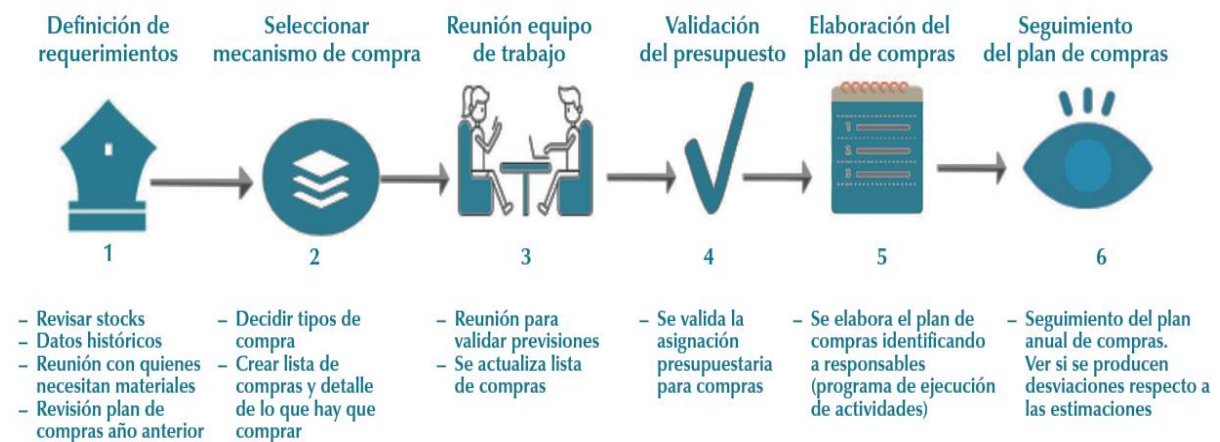 Definición de
requerimientos
Seleccionar
mecanismo de compra
Reunión equipo
de trabajo
Validación
del presupuesto
Elaboración del
plan de compras
Seguimiento
del plan de compras
1
2
3
1
2
3
4
5
6
– Revisar stocks
– Datos históricos
– Reunión con quienes
necesitan materiales
– Revisión plan de
compras año anterior
– Decidir tipos de
compra
– Crear lista de
compras y detalle
de lo que hay que
comprar
– Reunión para
validar previsiones
– Se actualiza lista
de compras
– Se valida la
asignación
presupuestaria
para compras
– Se elabora el plan de
compras identificando
a responsables
(programa de ejecución
de actividades)
– Seguimiento del plan
anual de compras.
Ver si se producen
desviaciones respecto a
las estimaciones